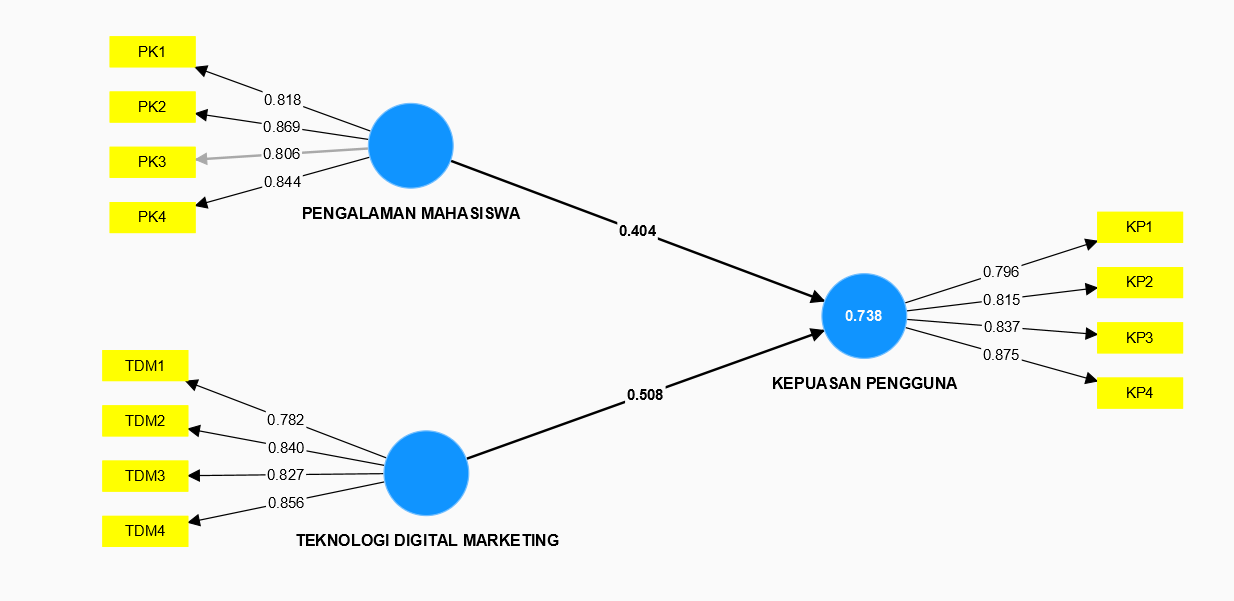 PK1
0.818
PK2
0.869
PK3
0.806
PK4
0.844
PENGALAMAN MAHASISWA
0.404
KP1
0.796
KP2
0.815
0.738
KP3
0.837
KP4
0.875
KEPUASAN PENGGUNA
0.508
TDM1
0.782
TDM2
0.840
TDM3
0.827
TDM4
0.856
TEKNOLOGI DIGITAL MARKETING